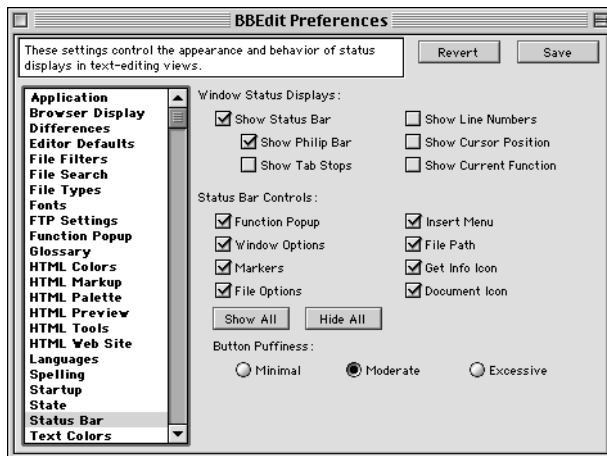 BBEdit Preferences
These settings control the appearance and behavior of status
displays in text-editing views.
Revert
Save
Application
Browser Display
Differences
Editor Defaults
File Filters
File Search
File Types
Fonts
FTP Settings
Function Popup
Glossary
HTML Colors
HTML Markup
HTML Palette
HTML Preview
HTML Tools
HTML Web Site
Languages
Spelling
Startup
State
Status Bar
Text Colors
Window Status Displays:
Show Status Bar
Show Line Numbers
Show Philip Bar
Show Cursor Position
Show Tab Stops
Show Current Function
Status Bar Controls:
Function Popup
Insert Menu
Window Options
File Path
Markers
Get Info Icon
File Options
Document Icon
Show All
Hide All
Button Puffiness:
Minimal
Moderate
Excessive